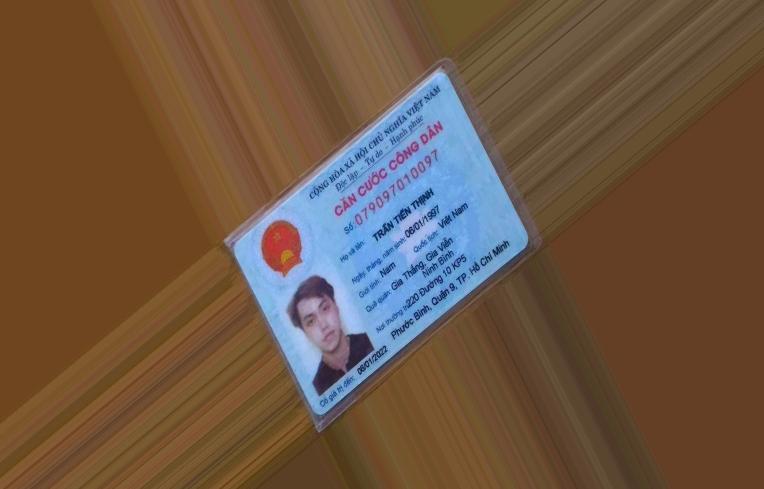 CỘNG HÒA XÃ HỘI CHỦ NGHĨA VIỆT NAM
Độc lập - Tự do - Hạnh phúc
CĂN CƯỚC CÔNG DÂN
Số: 079097010097
Họ và tên: TRẦN TIẾN THỊNH
Ngày, tháng, năm sinh: 06/01/1997
Giới tính: Nam Quốc tịch: Việt Nam
Quê quán: Gia Thắng, Gia Viễn
Ninh Bình
Nơi thường trú: 220 Đường 10 KP5
Phước Bình, Quận 9, TP. Hồ Chí Minh
Có giá trị đến: 06/01/2022